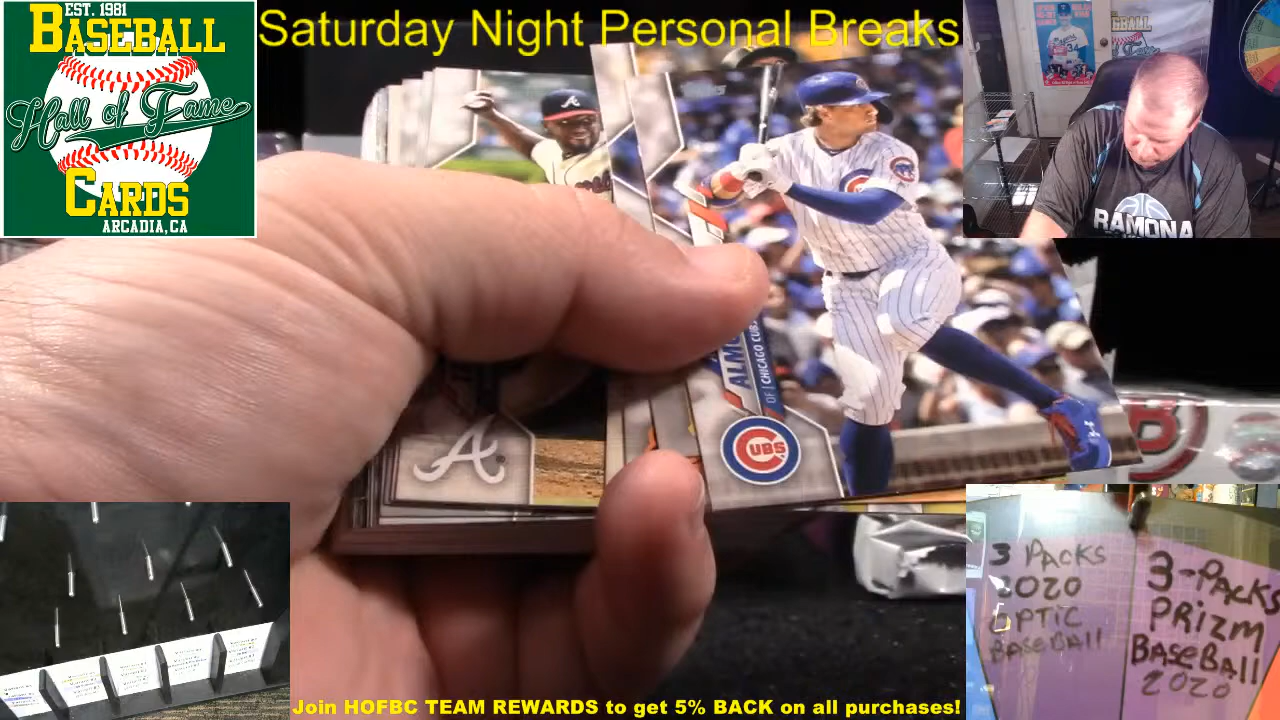 EST. 1981
BASEBALL
Hall of Fame
CARDS
ARCADIA, CA
Saturday Night Personal Breaks
RAMONA
ALMO
OF | CHICAGO CUBS
CUBS
A
B
34
3 PACKS
2020
OPTIC
BASEBALL
3-PACKS
PRIZM
BASEBALL
2020
Join HOFBC TEAM REWARDS to get 5% BACK on all purchases!